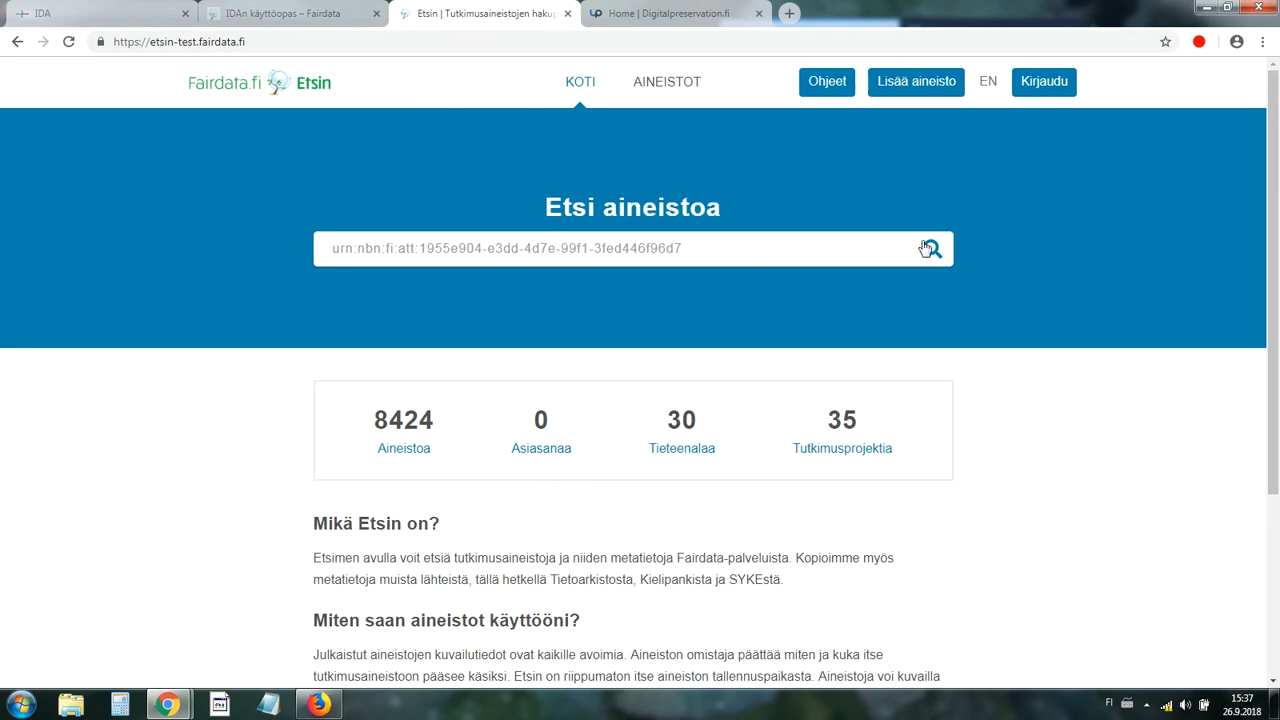 IDA
IDAn käyttöopas – Fairdata
Etsin | Tutkimusaineistojen haku
Home | Digitalpreservation.fi
https://etsin-test.fairdata.fi
Fairdata.fi Etsin
KOTI
AINEISTOT
Ohjeet
Lisää aineisto
EN
Kirjaudu
Etsi aineistoa
urn:nbn:fi:att:1955e904-e3dd-4d7e-99f1-3fed446f96d7
8424
0
30
35
Aineistoa
Asiasanaa
Tieteenalaa
Tutkimusprojektia
Mikä Etsin on?
Etsimen avulla voit etsiä tutkimusaineistoja ja niiden metatietoja Fairdata-palveluista. Kopioimme myös
metatietoja muista lähteistä, tällä hetkellä Tietoarkistosta, Kielipankista ja SYKEstä.
Miten saan aineistot käyttööni?
Julkaistut aineistojen kuvailutiedot ovat kaikille avoimia. Aineiston omistaja päättää miten ja kuka itse
tutkimusaineistoon pääsee käsiksi. Etsin on riippumaton itse aineiston tallennuspaikasta. Aineistoja voi kuvailla
FI
15:37
26.9.2018